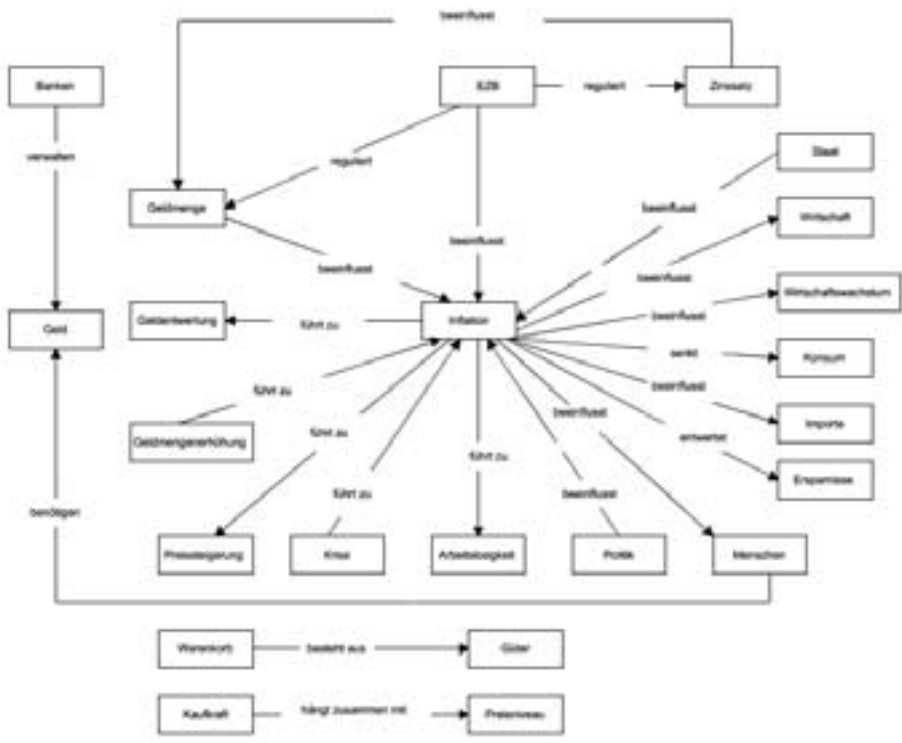 beeinflusst
Banken
EZB
reguliert
Zinssatz
verwalten
reguliert
Staat
Geldmenge
beeinflusst
Wirtschaft
beeinflusst
beeinflusst
beeinflusst
Wirtschaftswachstum
Geld
Geldentwertung
führt zu
Inflation
beeinflusst
senkt
Konsum
führt zu
beeinflusst
Importe
Geldmengenerhöhung
führt zu
beeinflusst
entwertet
führt zu
Ersparnisse
führt zu
beeinflusst
benötigen
Preissteigerung
Krise
Arbeitslosigkeit
Politik
Menschen
Warenkorb
besteht aus
Güter
Kaufkraft
hängt zusammen mit
Preisniveau